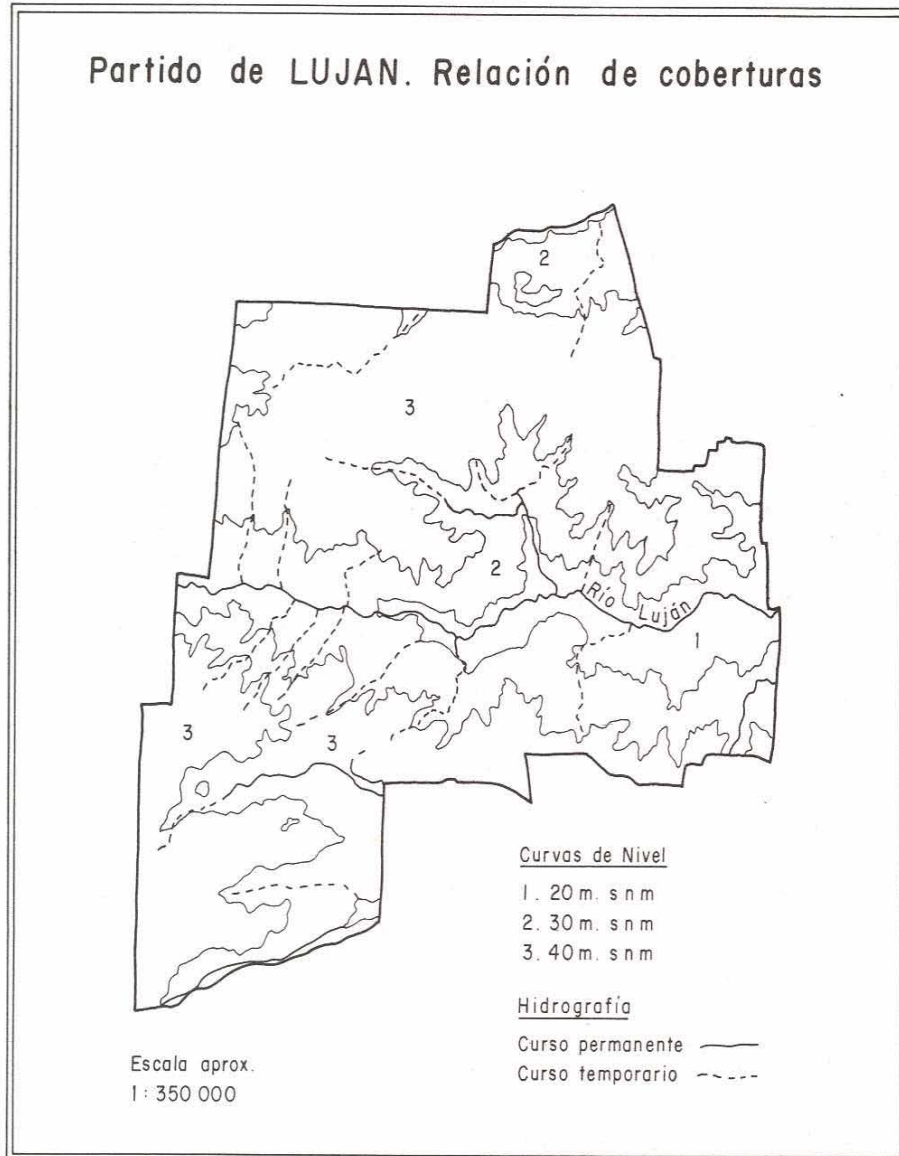 Partido de LUJAN. Relación de coberturas
2
3
2
Río Luján
1
3
3
Curvas de Nivel
1. 20 m. s n m
2. 30 m. s n m
3. 40 m. s n m
Hidrografía
Curso permanente
Curso temporario
Escala aprox.
1: 350 000